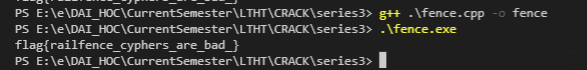 PS E:\e\DAI_HOC\CurrentSemester\LTHT\CRACK\series3> g++ .\fence.cpp -o fence
PS E:\e\DAI_HOC\CurrentSemester\LTHT\CRACK\series3> .\fence.exe
flag{railfence_cyphers_are_bad_}
PS E:\e\DAI_HOC\CurrentSemester\LTHT\CRACK\series3>